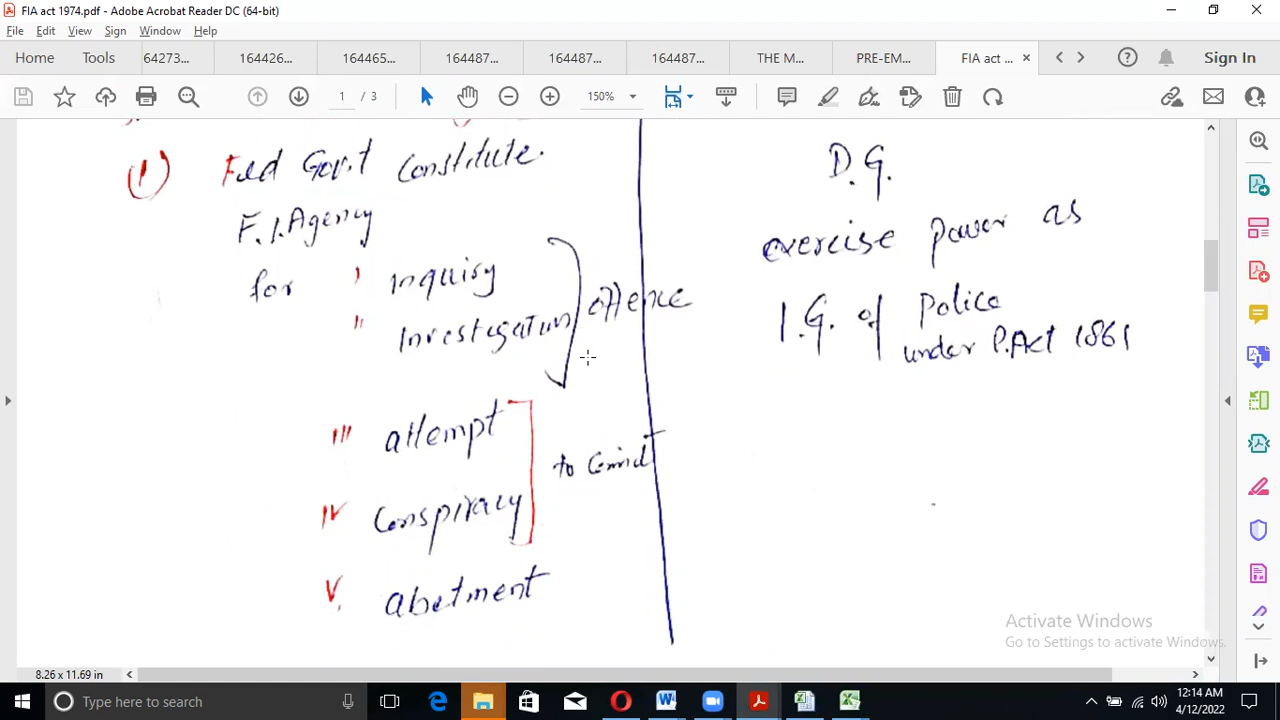 FIA act 1974.pdf - Adobe Acrobat Reader DC (64-bit)
File Edit View Sign Window Help
Home Tools 64273... 164426... 164465... 164487... 164487... 164487... THE M... PRE-EM... FIA act ... × Sign In
1 / 3 150%
(1) Fed Gov.t Constitute.
F.I.Agency
for I Inquiry
II Investigation offence
III attempt
to Commit
IV Conspiracy
V. abetment
D.G.
exercise power as
I.G. of Police
under P.Act 1861
Activate Windows
Go to Settings to activate Windows.
8.26 x 11.69 in
Type here to search
12:14 AM
4/12/2022